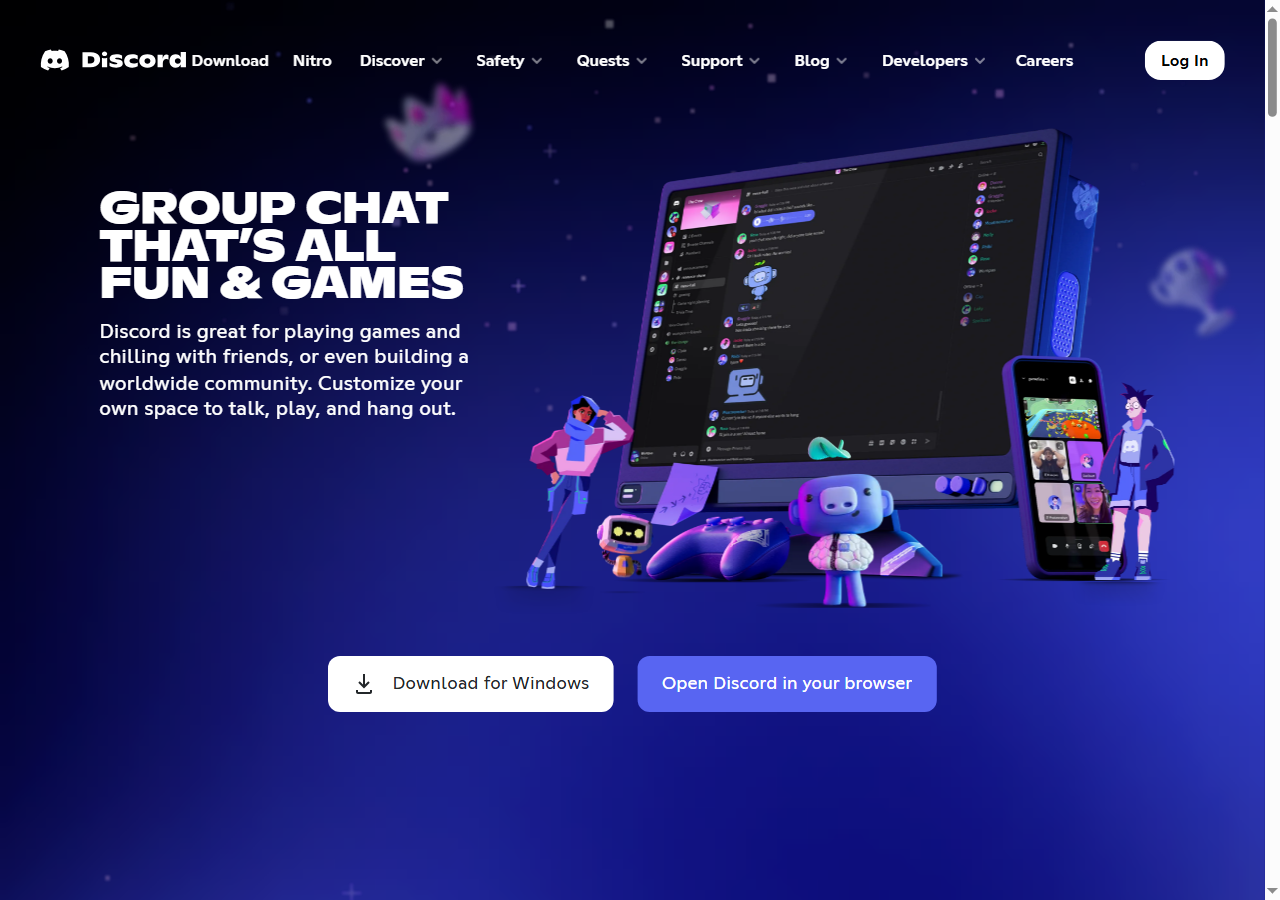 Discord Download Nitro Discover Safety Quests Support Blog Developers Careers Log In
GROUP CHAT
THAT'S ALL
FUN & GAMES
Discord is great for playing games and
chilling with friends, or even building a
worldwide community. Customize your
own space to talk, play, and hang out.
Download for Windows
Open Discord in your browser